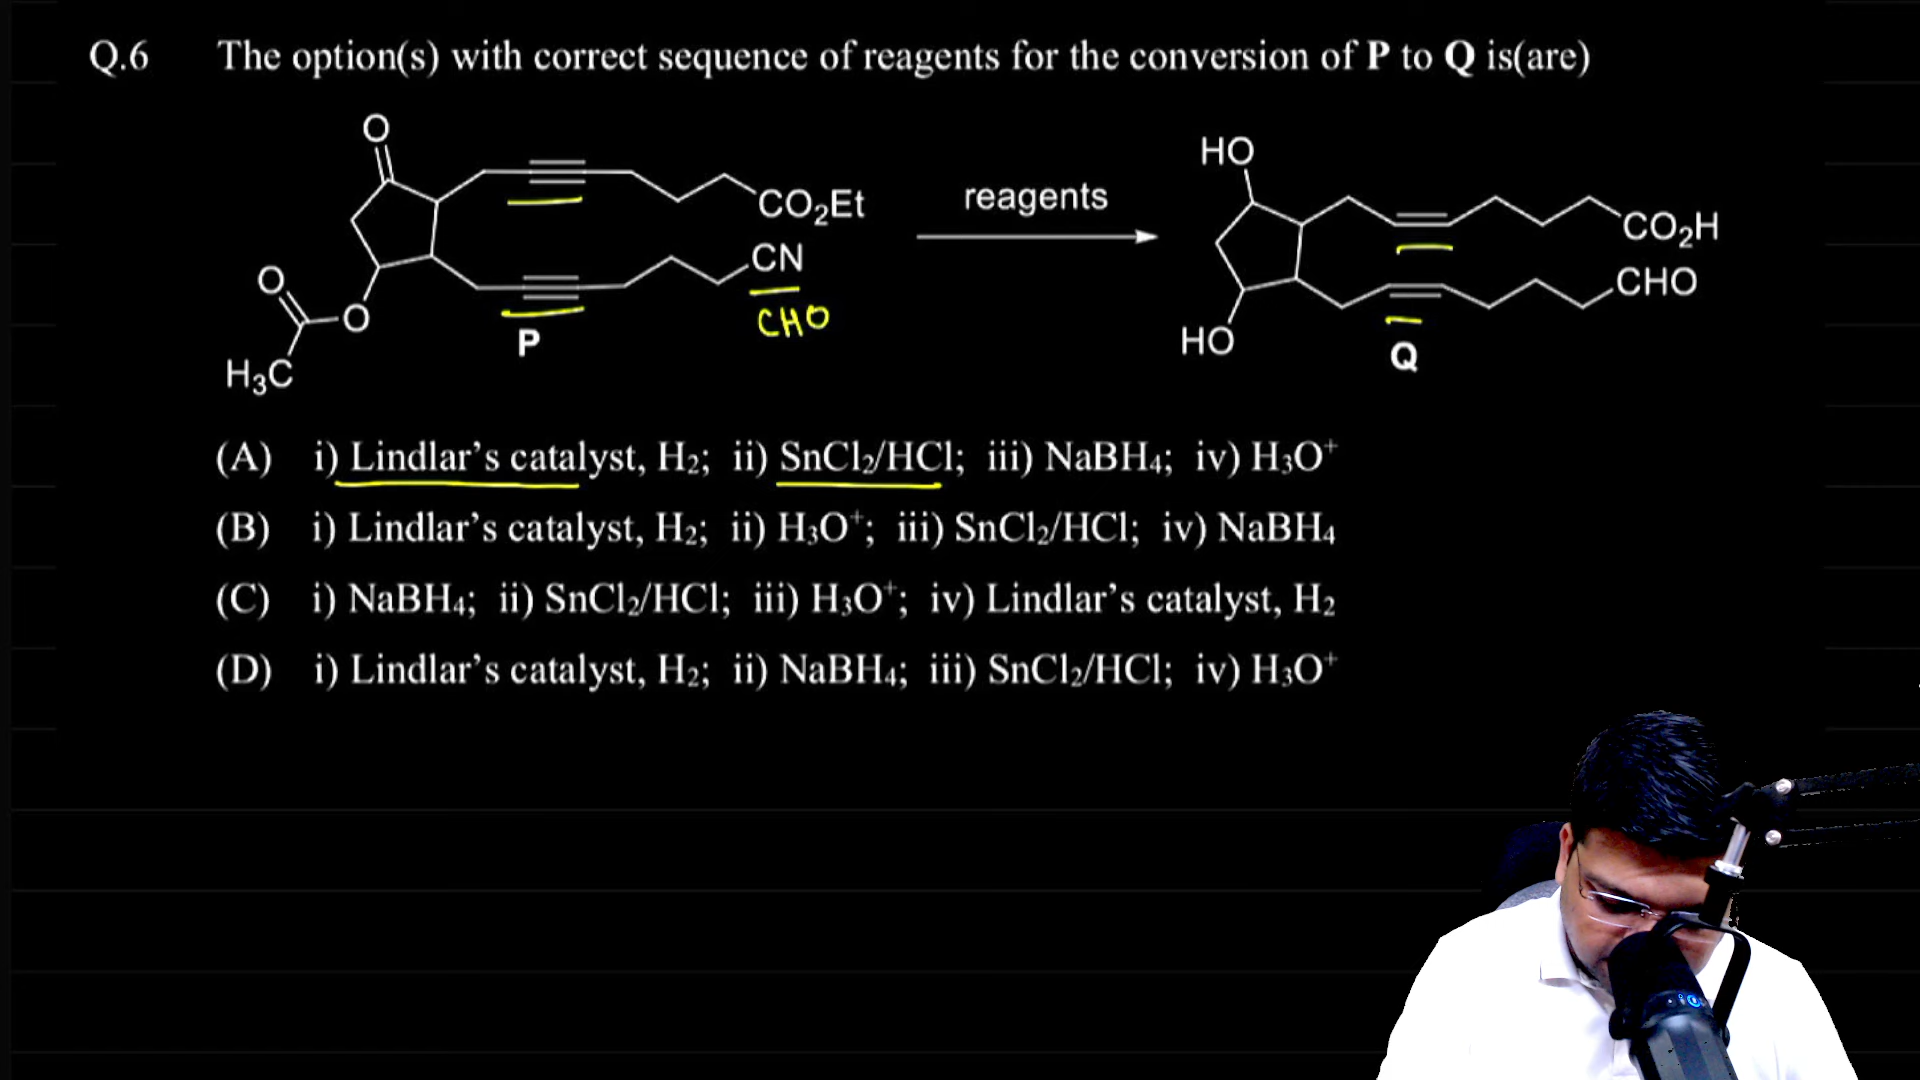 Q.6 The option(s) with correct sequence of reagents for the conversion of P to Q is(are)
O
CO₂Et
CN
CHO
O
O
H₃C
P
reagents
HO
CO₂H
CHO
HO
Q
(A) i) Lindlar's catalyst, H₂; ii) SnCl₂/HCl; iii) NaBH₄; iv) H₃O⁺
(B) i) Lindlar's catalyst, H₂; ii) H₃O⁺; iii) SnCl₂/HCl; iv) NaBH₄
(C) i) NaBH₄; ii) SnCl₂/HCl; iii) H₃O⁺; iv) Lindlar's catalyst, H₂
(D) i) Lindlar's catalyst, H₂; ii) NaBH₄; iii) SnCl₂/HCl; iv) H₃O⁺